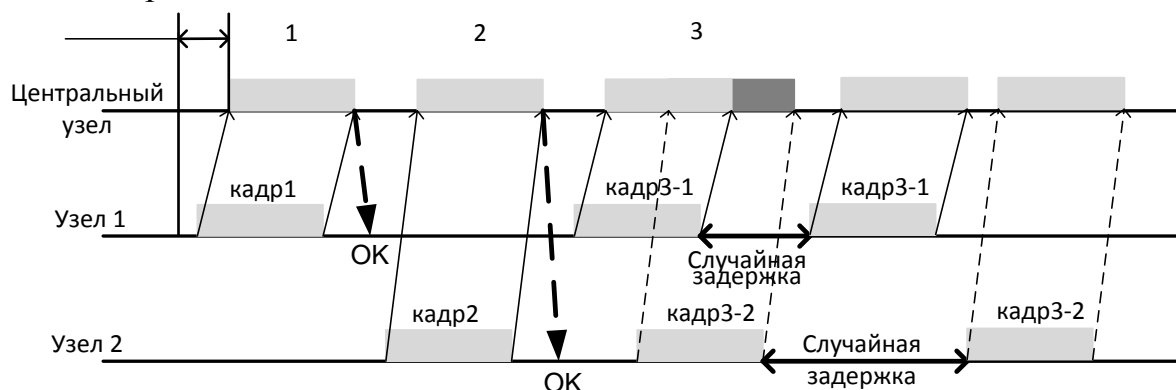 1 2 3
Центральный
узел
кадр1 кадр3-1 кадр3-1
Узел 1
OK
Случайная
задержка
кадр2 кадр3-2 кадр3-2
Узел 2
OK
Случайная
задержка